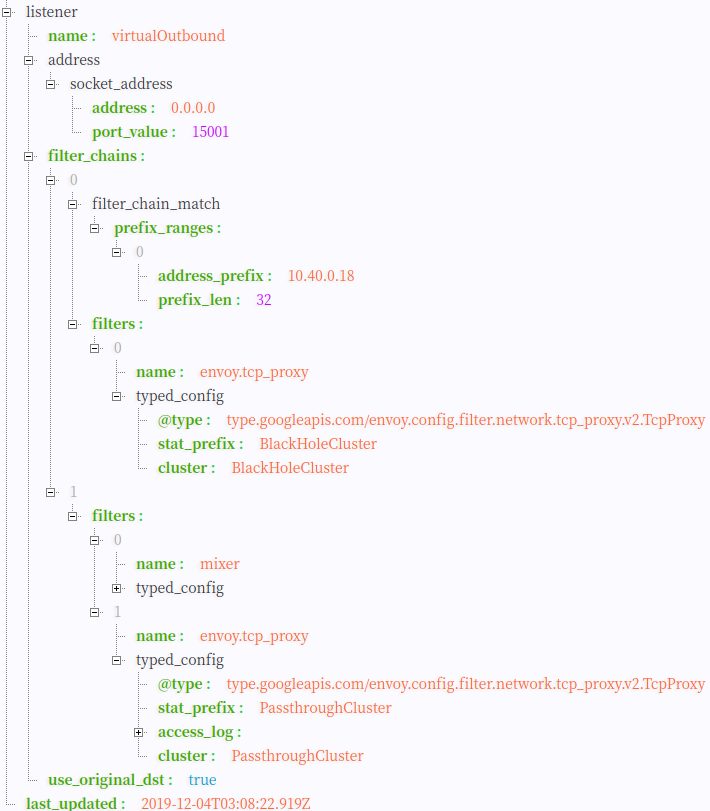 listener
name : virtualOutbound
address
socket_address
address : 0.0.0.0
port_value : 15001
filter_chains :
0
filter_chain_match
prefix_ranges :
0
address_prefix : 10.40.0.18
prefix_len : 32
filters :
0
name : envoy.tcp_proxy
typed_config
@type : type.googleapis.com/envoy.config.filter.network.tcp_proxy.v2.TcpProxy
stat_prefix : BlackHoleCluster
cluster : BlackHoleCluster
1
filters :
0
name : mixer
typed_config
1
name : envoy.tcp_proxy
typed_config
@type : type.googleapis.com/envoy.config.filter.network.tcp_proxy.v2.TcpProxy
stat_prefix : PassthroughCluster
access_log :
cluster : PassthroughCluster
use_original_dst : true
last_updated : 2019-12-04T03:08:22.919Z